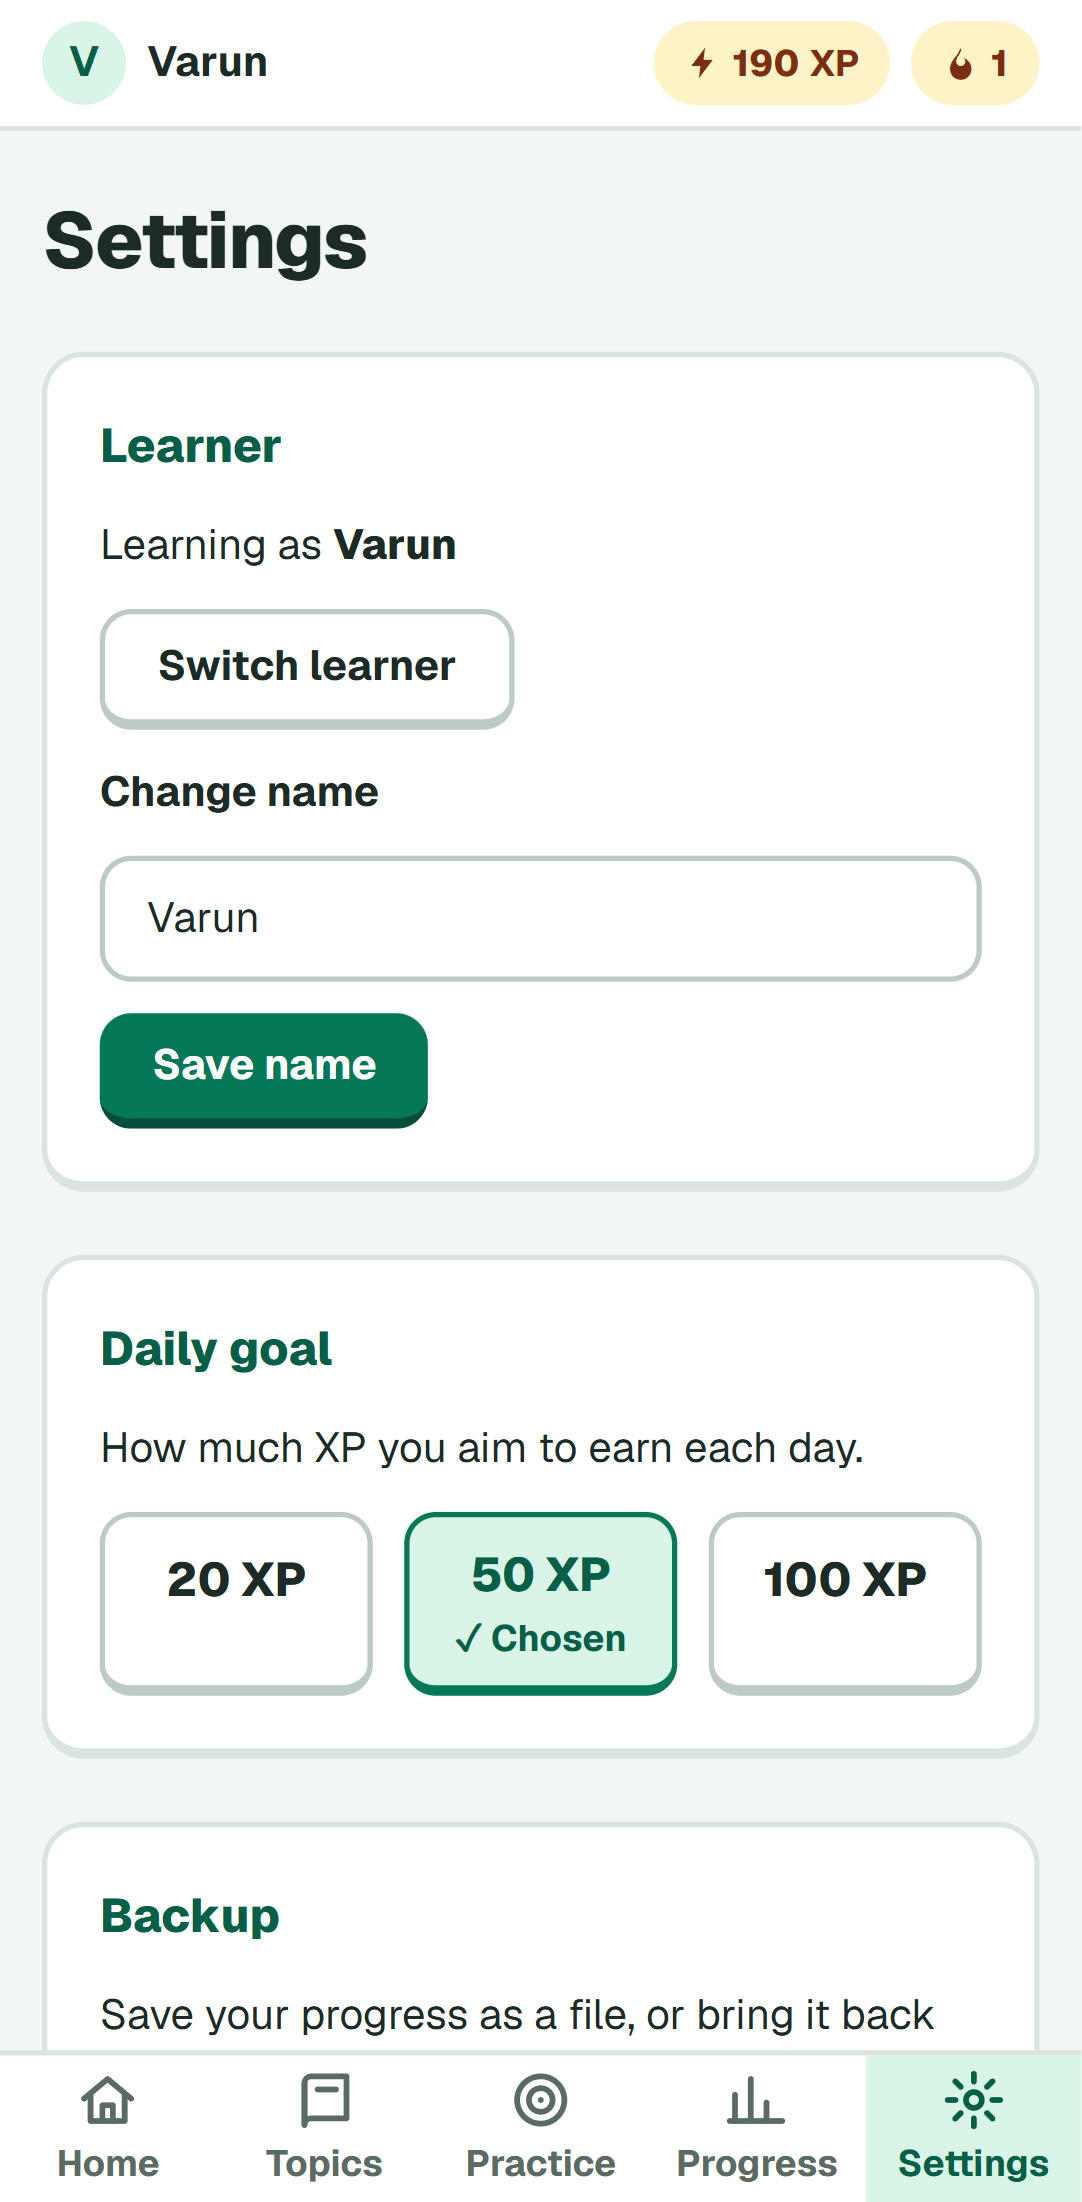 V Varun 190 XP 1
Settings
Learner
Learning as Varun
Switch learner
Change name
Varun
Save name
Daily goal
How much XP you aim to earn each day.
20 XP 50 XP 100 XP
✓ Chosen
Backup
Save your progress as a file, or bring it back
Home Topics Practice Progress Settings